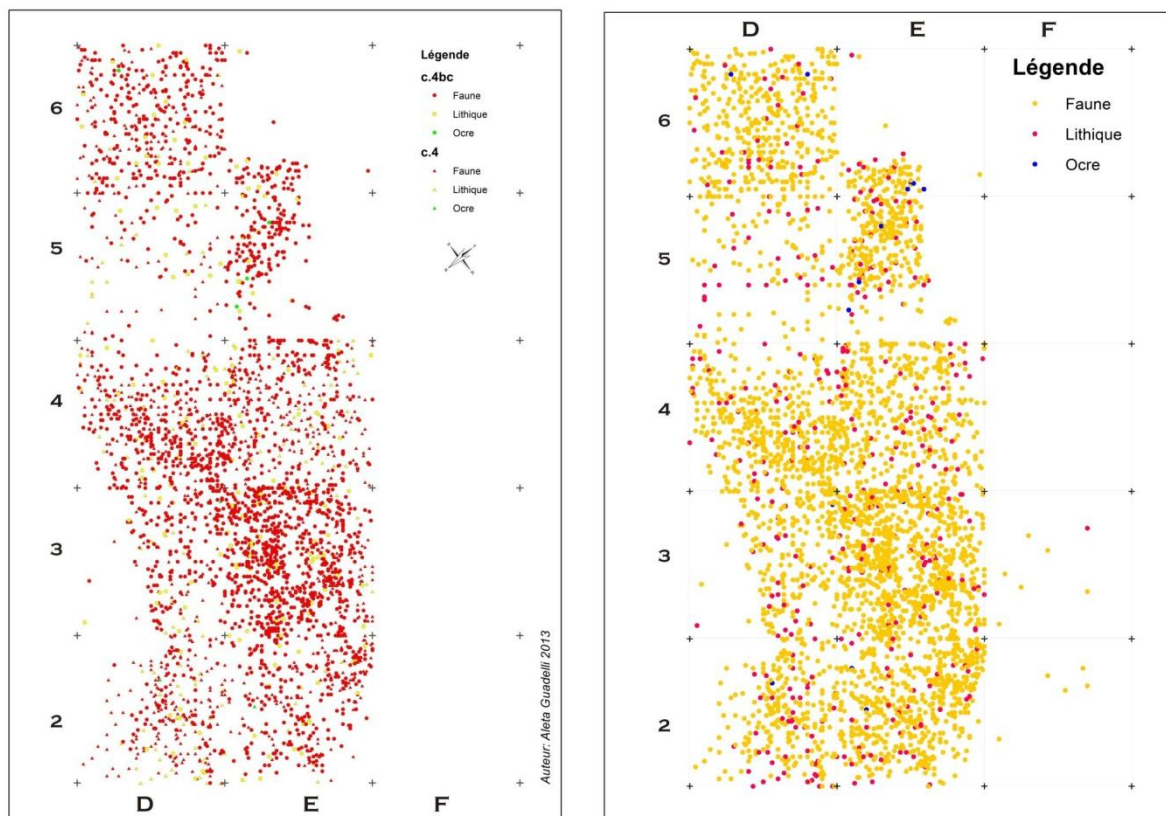 Légende
c.4bc
Faune
Lithique
Ocre
c.4
Faune
Lithique
Ocre
6
5
4
3
2
D E F
Auteur: Aleta Guadelli 2013
D E F
Légende
Faune
Lithique
Ocre
6
5
4
3
2